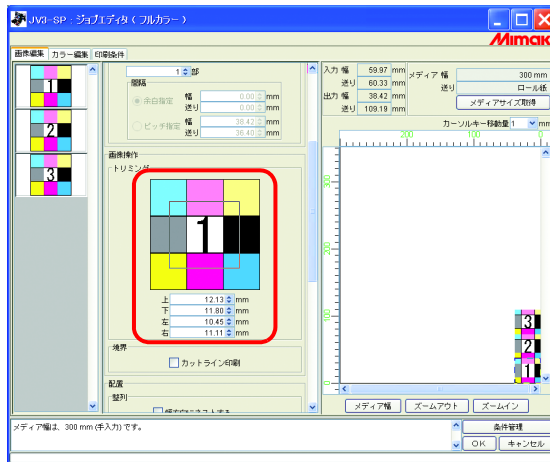 JV3-SP : ジョブエディタ ( フルカラー )
Mimaki
画像編集 カラー編集 印刷条件
1
2
3
1 部
間隔
余白指定 幅 0.00 mm
送り 0.00 mm
ピッチ指定 幅 38.42 mm
送り 36.40 mm
画像操作
トリミング
1
上 12.13 mm
下 11.80 mm
左 10.45 mm
右 11.11 mm
境界
カットライン印刷
配置
整列
入力 幅 59.97 mm
送り 60.33 mm
出力 幅 38.42 mm
送り 109.19 mm
メディア 幅 300 mm
送り ロール紙
メディアサイズ取得
カーソルキー移動量 1 mm
200 100 0
300
200
100
0
3
2
1
メディア幅 ズームアウト ズームイン
メディア幅は、300 mm (手入力) です。
条件管理
OK キャンセル